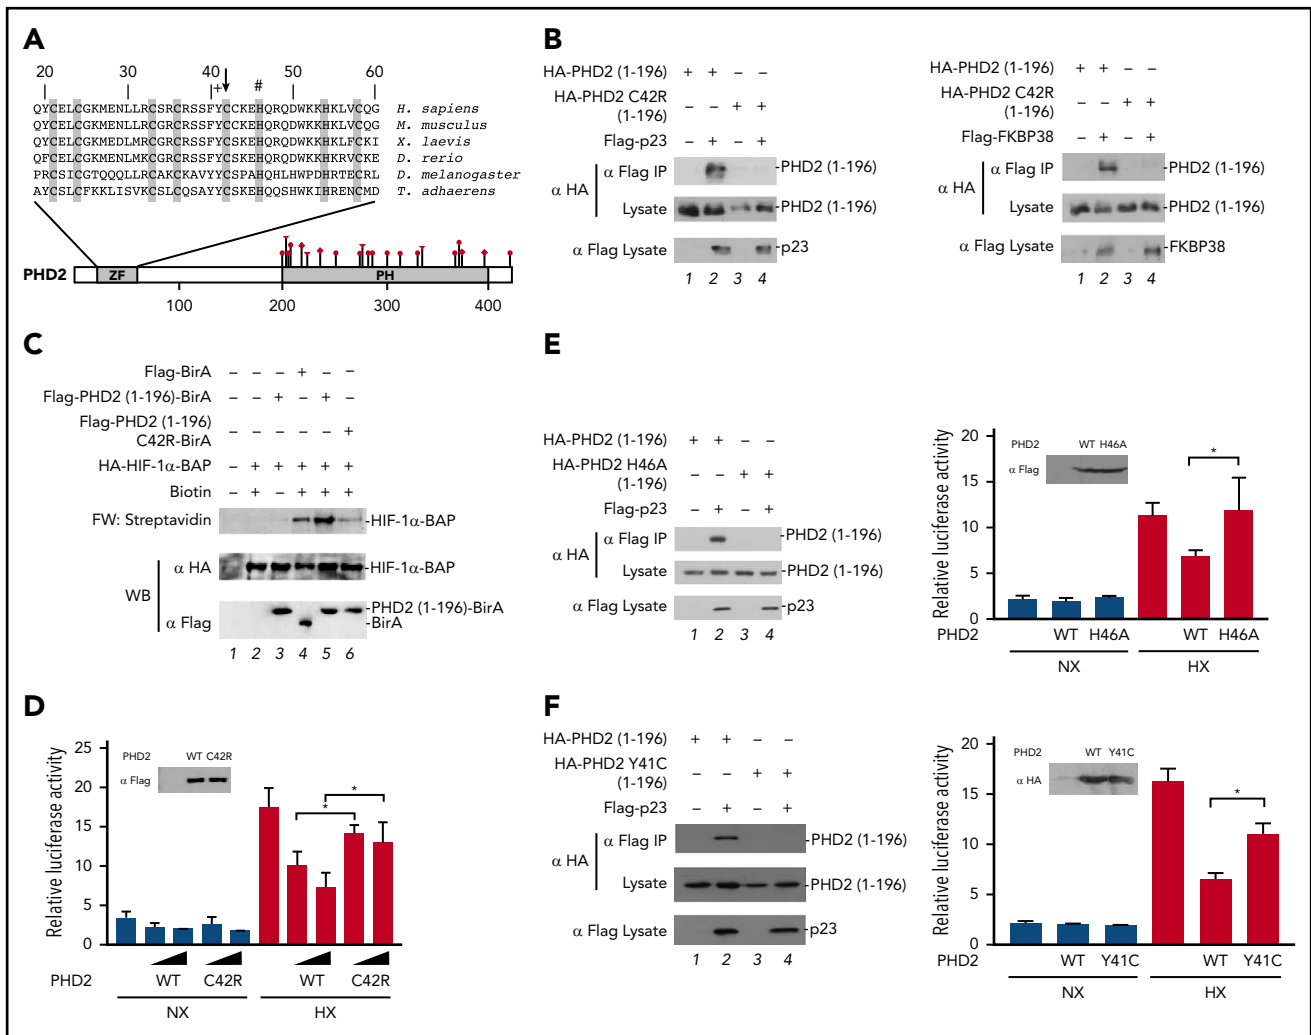 A
20 30 40 50 60
+ #
QYCELCGKMENLLRCSRCRSSFYCCKEHQRQDWKKHKLVCQG H. sapiens
QYCELCGKMENLLRCGRCRSSFYCSKEHQRQDWKKHKLVCQG M. musculus
QYCELCGKMEDLMRCGRCRSSFYCSKEHQRQDWKKHKLFCKI X. laevis
QFCELCGKMENLMKCGRCRSSFYCSKEHQRQDWKKHKRVCKE D. rerio
PRCSICGTQQQLLRCAKCKAVYYCSPAHQHLHWPDHRTECRL D. melanogaster
AYCSLCFKKLISVKCSLCQSAYYCSKEHQQSHWKIHRENCMD T. adhaerens
PHD2 ZF PH
100 200 300 400
B
HA-PHD2 (1-196) + + – –
HA-PHD2 C42R (1-196) – – + +
Flag-p23 – + – +
α HA
α Flag IP PHD2 (1-196)
Lysate PHD2 (1-196)
α Flag Lysate p23
1 2 3 4
HA-PHD2 (1-196) + + – –
HA-PHD2 C42R (1-196) – – + +
Flag-FKBP38 – + – +
α HA
α Flag IP PHD2 (1-196)
Lysate PHD2 (1-196)
α Flag Lysate FKBP38
1 2 3 4
C
Flag-BirA – – – + – –
Flag-PHD2 (1-196)-BirA – – + – + –
Flag-PHD2 (1-196)
C42R-BirA – – – – – +
HA-HIF-1α-BAP – + + + + +
Biotin – + – + + +
FW: Streptavidin -HIF-1α-BAP
WB
α HA -HIF-1α-BAP
α Flag PHD2 (1-196)-BirA
-BirA
1 2 3 4 5 6
D
Relative luciferase activity
25
20
15
10
5
0
PHD2 WT C42R
α Flag
* *
PHD2 WT C42R WT C42R
NX HX
E
HA-PHD2 (1-196) + + – –
HA-PHD2 H46A
(1-196) – – + +
Flag-p23 – + – +
α HA
α Flag IP -PHD2 (1-196)
Lysate -PHD2 (1-196)
α Flag Lysate -p23
1 2 3 4
Relative luciferase activity
20
15
10
5
0
PHD2 WT H46A
α Flag
*
PHD2 WT H46A WT H46A
NX HX
F
HA-PHD2 (1-196) + + – –
HA-PHD2 Y41C
(1-196) – – + +
Flag-p23 – + – +
α HA
α Flag IP -PHD2 (1-196)
Lysate -PHD2 (1-196)
α Flag Lysate -p23
1 2 3 4
Relative luciferase activity
20
15
10
5
0
PHD2 WT Y41C
α HA
*
PHD2 WT Y41C WT Y41C
NX HX